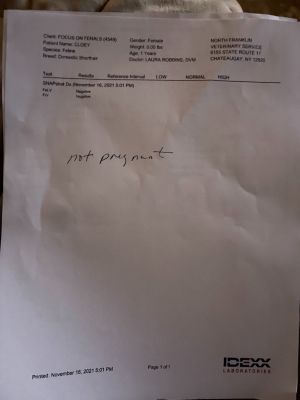 Client: FOCUS ON FERALS (4549)
Patient Name: CLOEY
Species: Feline
Breed: Domestic Shorthair
Gender: Female
Weight: 0.00 lbs
Age: 1 Years
Doctor: LAURA ROBBINS, DVM
NORTH FRANKLIN
VETERINARY SERVICE
STATE ROUTE 11
CHATEAUGAY, NY 12920
Test Results Reference Interval LOW NORMAL HIGH
SNAPshot Dx (November 16, 2021 5:01 PM)
FeLV Negative
FIV Negative
not pregnant
Printed: November 16, 2021 5:01 PM
Page 1 of 1
IDEXX
LABORATORIES